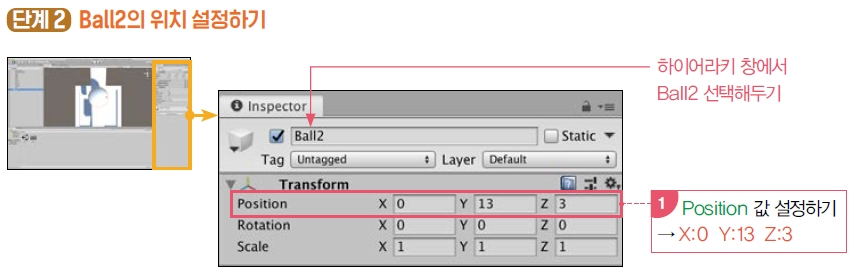 단계 2 Ball2의 위치 설정하기
하이어라키 창에서
Ball2 선택해두기
Inspector
Ball2 Static
Tag Untagged Layer Default
Transform
Position X 0 Y 13 Z 3
Rotation X 0 Y 0 Z 0
Scale X 1 Y 1 Z 1
1 Position 값 설정하기
→X:0 Y:13 Z:3